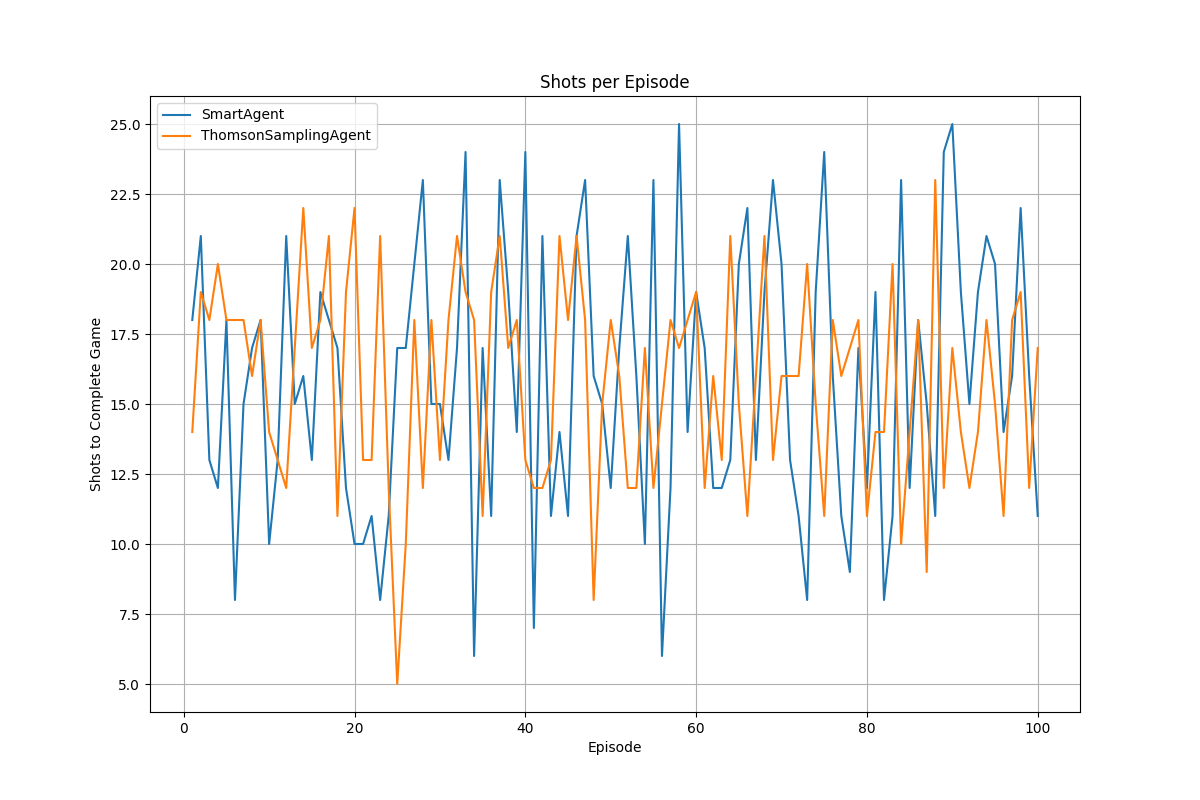 Shots per Episode
SmartAgent
ThomsonSamplingAgent
25.0
22.5
20.0
17.5
15.0
12.5
10.0
7.5
5.0
Shots to Complete Game
0 20 40 60 80 100
Episode